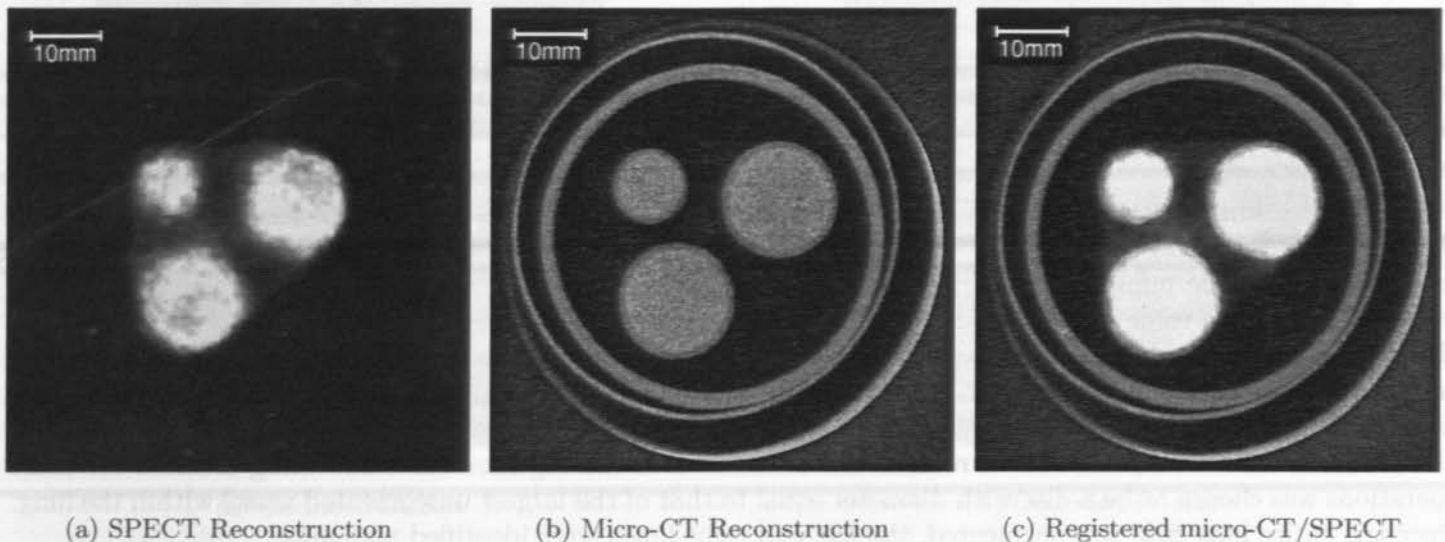 10mm
10mm
10mm
(a) SPECT Reconstruction
(b) Micro-CT Reconstruction
(c) Registered micro-CT/SPECT